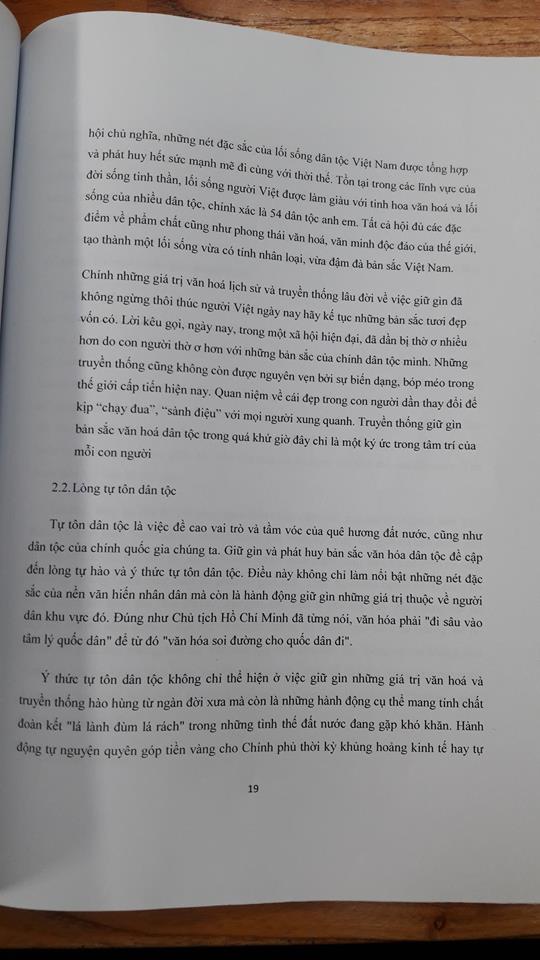 hội chủ nghĩa, những nét đặc sắc của lối sống dân tộc Việt Nam được tổng hợp
và phát huy hết sức mạnh mẽ đi cùng với thời thế. Tồn tại trong các lĩnh vực của
đời sống tinh thần, lối sống người Việt được làm giàu với tinh hoa văn hoá và lối
sống của nhiều dân tộc, chính xác là 54 dân tộc anh em. Tất cả hội đủ các đặc
điểm về phẩm chất cũng như phong thái văn hoá, văn minh độc đáo của thế giới,
tạo thành một lối sống vừa có tính nhân loại, vừa đậm đà bản sắc Việt Nam.
Chính những giá trị văn hoá lịch sử và truyền thống lâu đời về việc giữ gìn đã
không ngừng thôi thúc người Việt ngày nay hãy kế tục những bản sắc tươi đẹp
vốn có. Lời kêu gọi, ngày nay, trong một xã hội hiện đại, đã dần bị thờ ơ nhiều
hơn do con người thờ ơ hơn với những bản sắc của chính dân tộc mình. Những
truyền thống cũng không còn được nguyên vẹn bởi sự biến dạng, bóp méo trong
thế giới cấp tiến hiện nay. Quan niệm về cái đẹp trong con người dần thay đổi để
kịp “chạy đua”, “sành điệu” với mọi người xung quanh. Truyền thống giữ gìn
bản sắc văn hoá dân tộc trong quá khứ giờ đây chỉ là một ký ức trong tâm trí của
mỗi con người
2.2. Lòng tự tôn dân tộc
Tự tôn dân tộc là việc đề cao vai trò và tầm vóc của quê hương đất nước, cũng như
dân tộc của chính quốc gia chúng ta. Giữ gìn và phát huy bản sắc văn hóa dân tộc đề cập
đến lòng tự hào và ý thức tự tôn dân tộc. Điều này không chỉ làm nổi bật những nét đặc
sắc của nền văn hiến nhân dân mà còn là hành động giữ gìn những giá trị thuộc về người
dân khu vực đó. Đúng như Chủ tịch Hồ Chí Minh đã từng nói, văn hóa phải "đi sâu vào
tâm lý quốc dân" để từ đó "văn hóa soi đường cho quốc dân đi".
Ý thức tự tôn dân tộc không chỉ thể hiện ở việc giữ gìn những giá trị văn hoá và
truyền thống hào hùng từ ngàn đời xưa mà còn là những hành động cụ thể mang tính chất
đoàn kết "lá lành đùm lá rách" trong những tình thế đất nước đang gặp khó khăn. Hành
động tự nguyện quyên góp tiền vàng cho Chính phủ thời kỳ khủng hoảng kinh tế hay tự
19